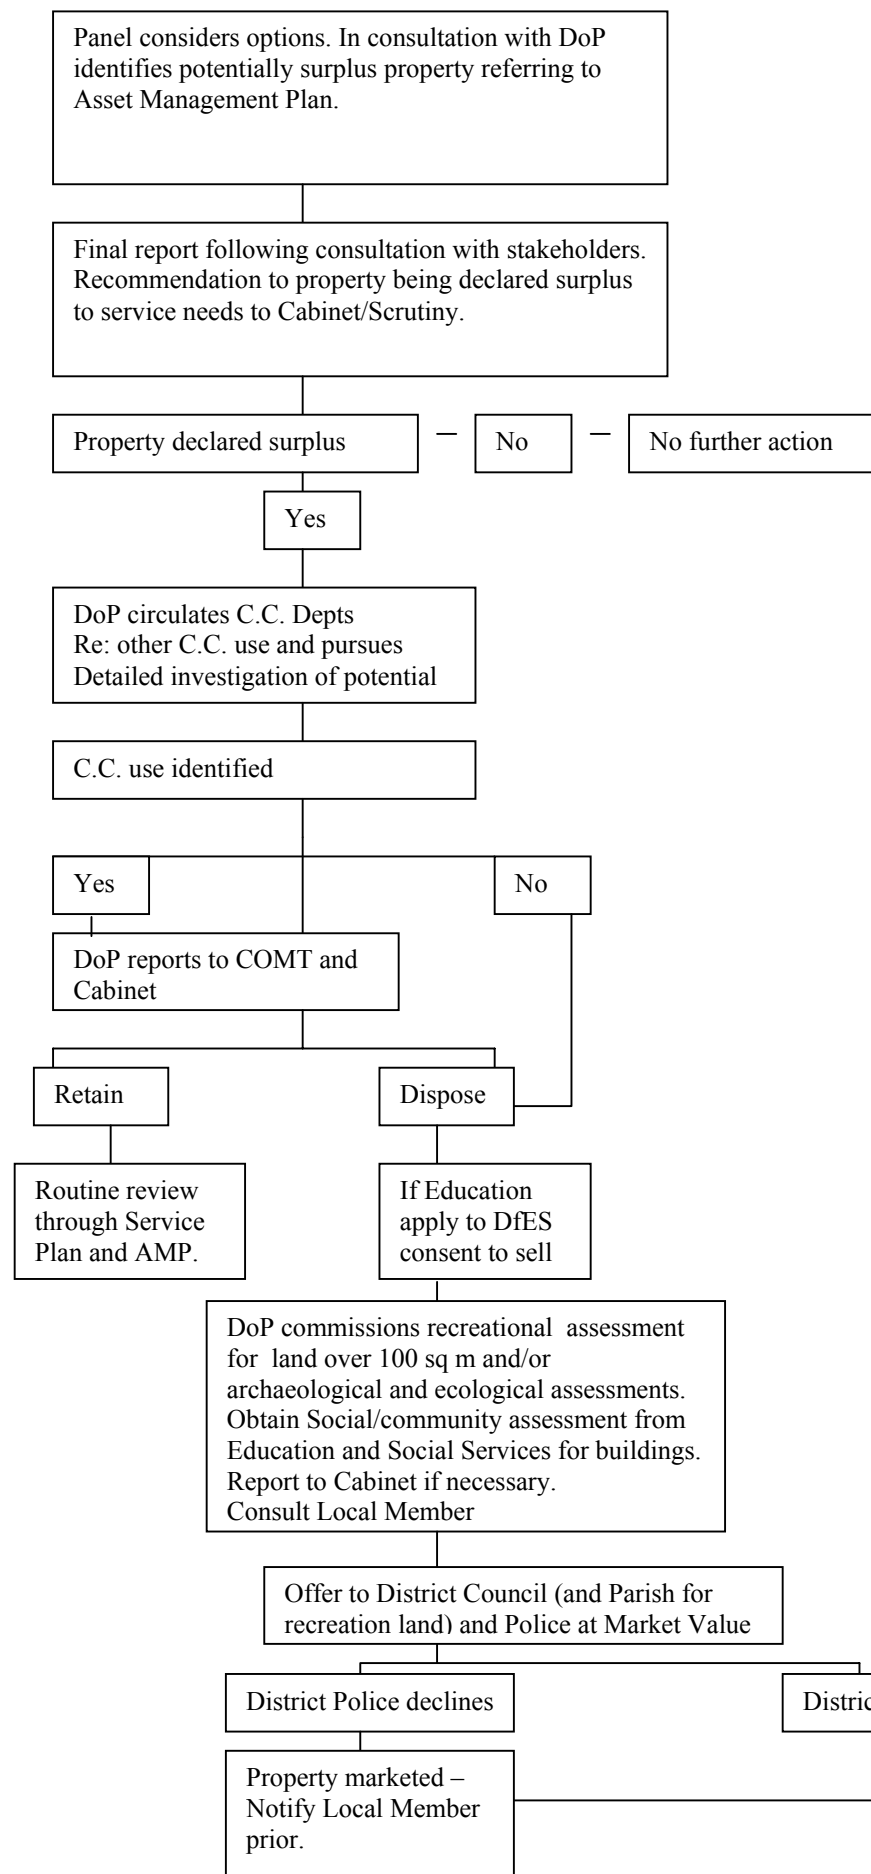 Panel considers options. In consultation with DoP
identifies potentially surplus property referring to
Asset Management Plan.
Final report following consultation with stakeholders.
Recommendation to property being declared surplus
to service needs to Cabinet/Scrutiny.
Property declared surplus – No – No further action
Yes
DoP circulates C.C. Depts
Re: other C.C. use and pursues
Detailed investigation of potential
C.C. use identified
Yes
No
DoP reports to COMT and
Cabinet
Retain
Dispose
Routine review
through Service
Plan and AMP.
If Education
apply to DfES
consent to sell
DoP commissions recreational assessment
for land over 100 sq m and/or
archaeological and ecological assessments.
Obtain Social/community assessment from
Education and Social Services for buildings.
Report to Cabinet if necessary.
Consult Local Member
Offer to District Council (and Parish for
recreation land) and Police at Market Value
District Police declines
Property marketed –
Notify Local Member
prior.